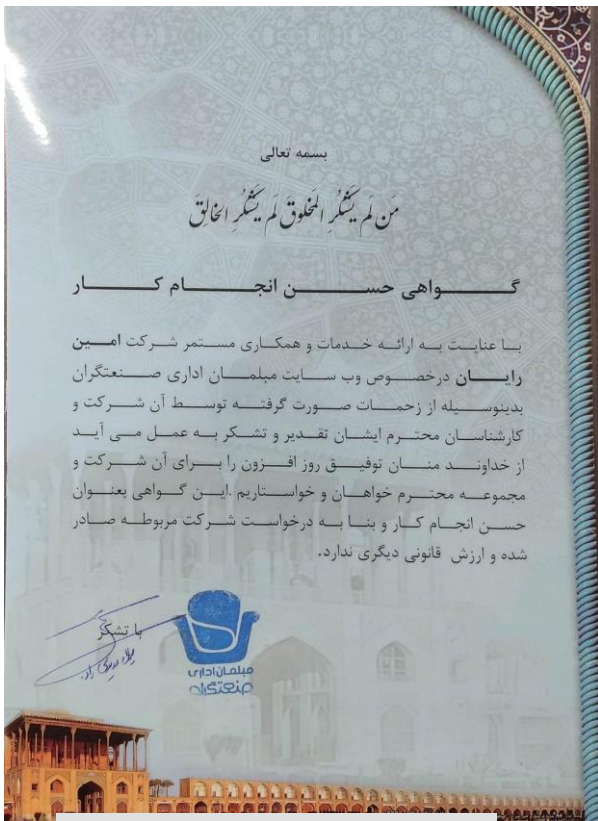 بسمه تعالی
مَن لَم یَشکُرِ المَخلوقَ لَم یَشکُرِ الخالِقَ
گواهی حسن انجام کار
با عنایت به ارائه خدمات و همکاری مستمر شرکت امین
رایان درخصوص وب سایت مبلمان اداری صنعتگران
بدینوسیله از زحمات صورت گرفته توسط آن شرکت و
کارشناسان محترم ایشان تقدیر و تشکر به عمل می آید
از خداوند منان توفیق روز افزون را برای آن شرکت و
مجموعه محترم خواهان و خواستاریم .این گواهی بعنوان
حسن انجام کار و بنا به درخواست شرکت مربوطه صادر
شده و ارزش قانونی دیگری ندارد.
با تشکر
مبلمان اداری
صنعتگران